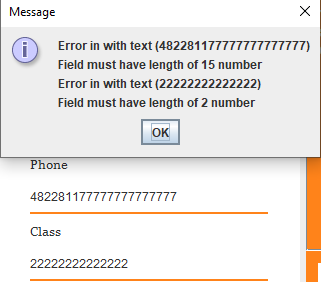 Message
Error in with text (482281177777777777777)
Field must have length of 15 number
Error in with text (22222222222222)
Field must have length of 2 number
OK
Phone
482281177777777777777
Class
22222222222222